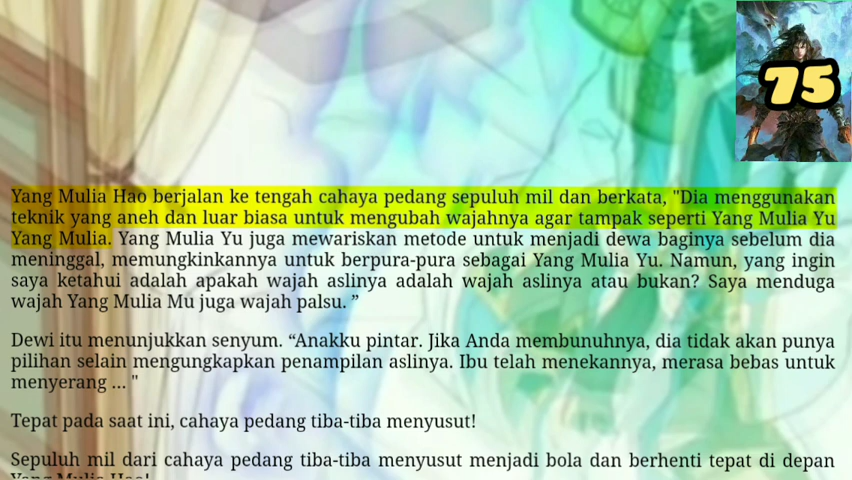 75
Yang Mulia Hao berjalan ke tengah cahaya pedang sepuluh mil dan berkata, "Dia menggunakan
teknik yang aneh dan luar biasa untuk mengubah wajahnya agar tampak seperti Yang Mulia Yu
Yang Mulia. Yang Mulia Yu juga mewariskan metode untuk menjadi dewa baginya sebelum dia
meninggal, memungkinkannya untuk berpura-pura sebagai Yang Mulia Yu. Namun, yang ingin
saya ketahui adalah apakah wajah aslinya adalah wajah aslinya atau bukan? Saya menduga
wajah Yang Mulia Mu juga wajah palsu. ”
Dewi itu menunjukkan senyum. “Anakku pintar. Jika Anda membunuhnya, dia tidak akan punya
pilihan selain mengungkapkan penampilan aslinya. Ibu telah menekannya, merasa bebas untuk
menyerang ... "
Tepat pada saat ini, cahaya pedang tiba-tiba menyusut!
Sepuluh mil dari cahaya pedang tiba-tiba menyusut menjadi bola dan berhenti tepat di depan
Yang Mulia Hao!